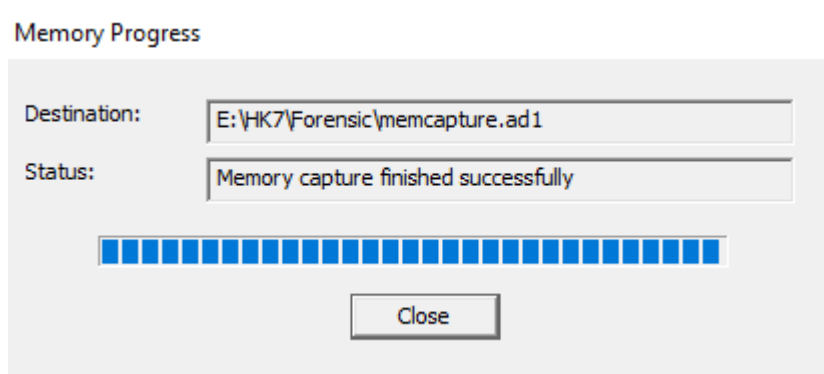 Memory Progress
Destination: E:\HK7\Forensic\memcapture.ad1
Status: Memory capture finished successfully
Close